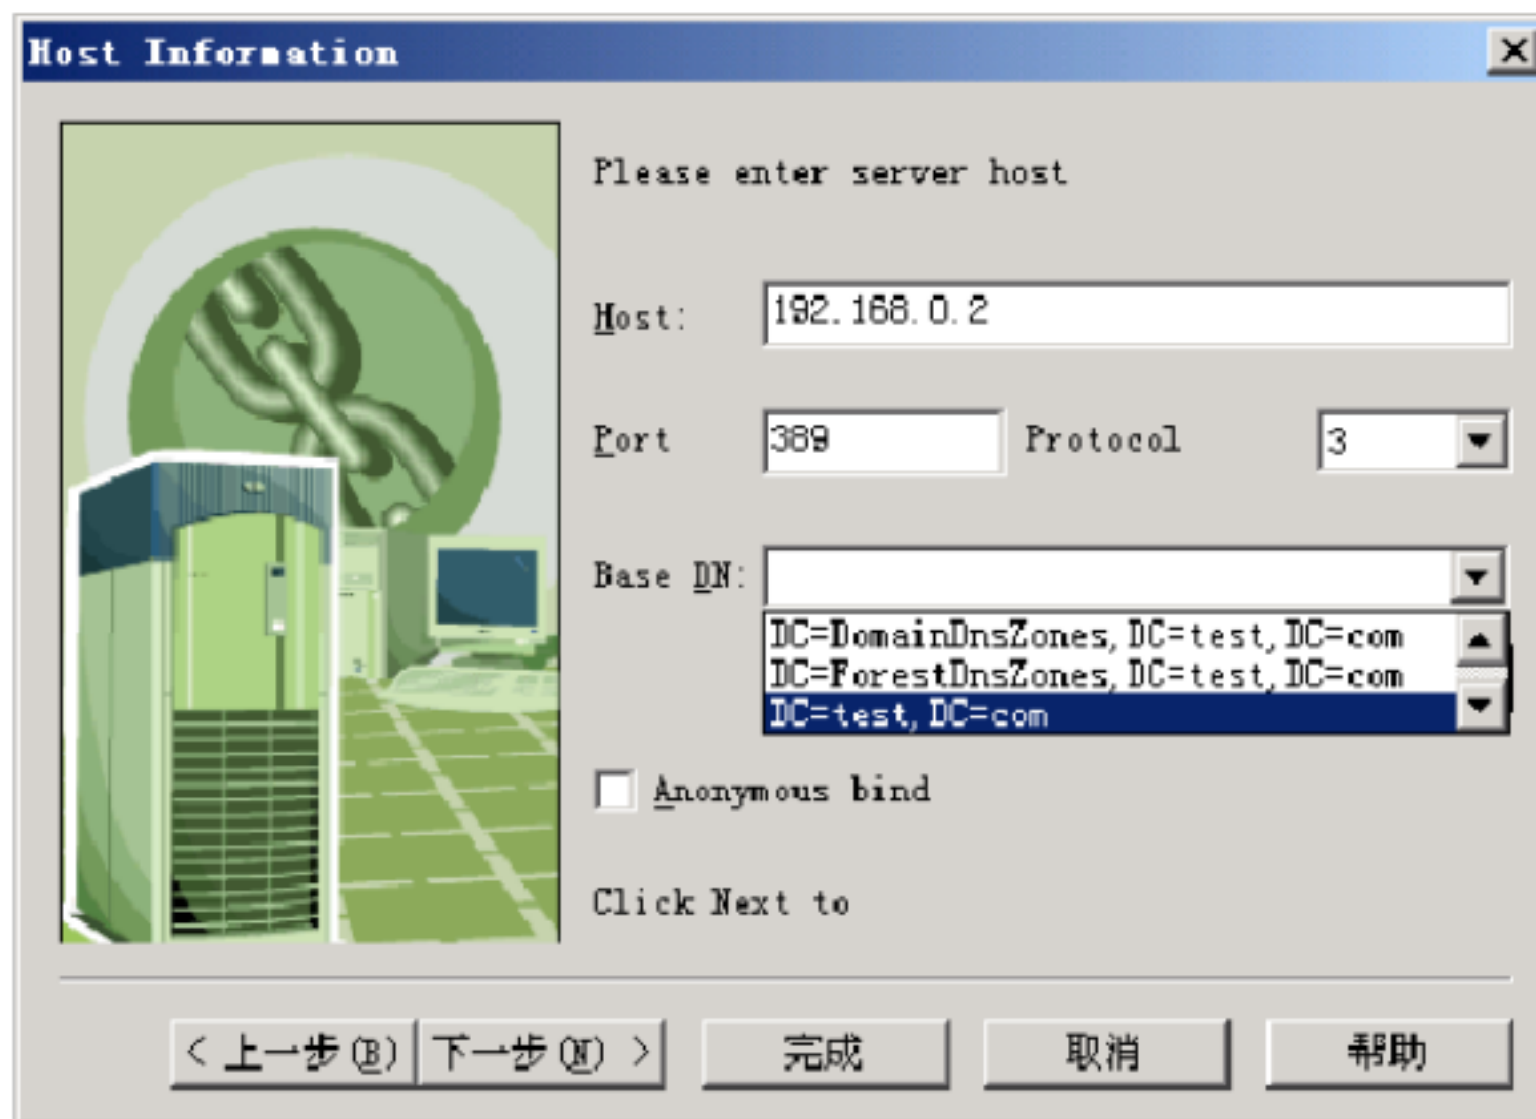 Host Information
Please enter server host
Host: 192.168.0.2
Port 389 Protocol 3
Base DN:
DC=DomainDnsZones,DC=test,DC=com
DC=ForestDnsZones,DC=test,DC=com
DC=test,DC=com
Anonymous bind
Click Next to
< 上一步(B) 下一步(N) > 完成 取消 帮助